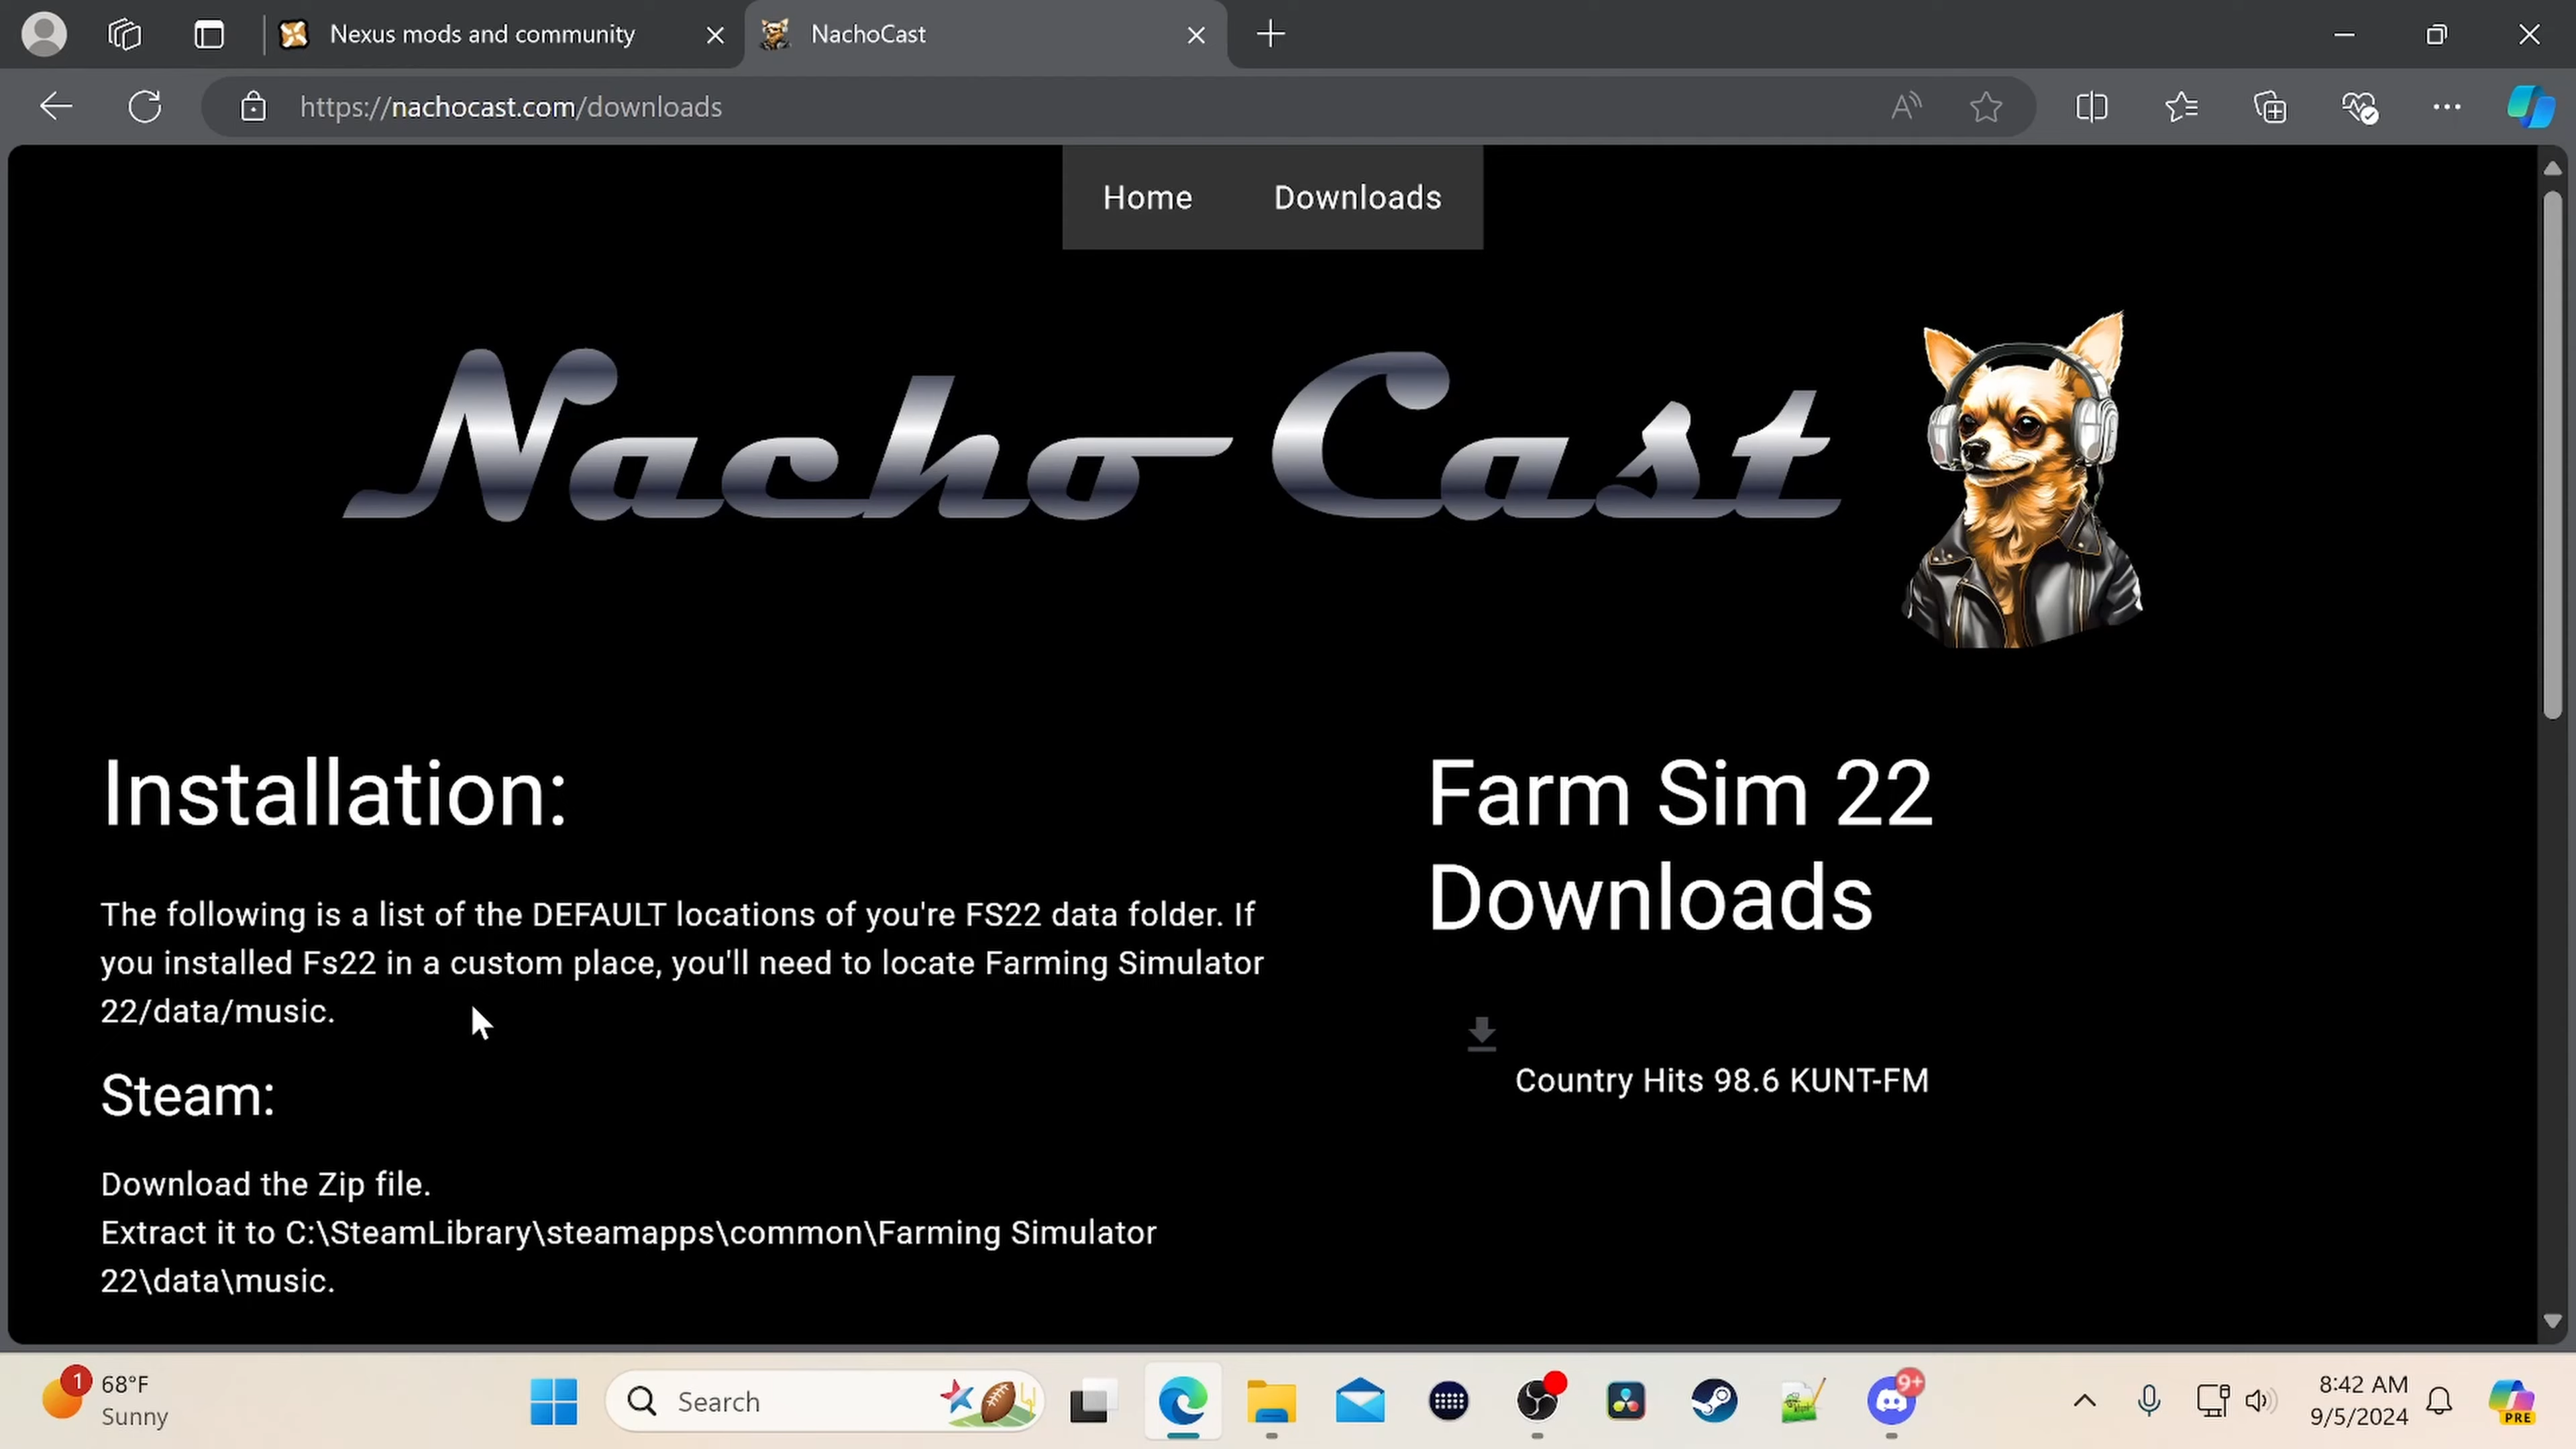 Nexus mods and community
NachoCast
https://nachocast.com/downloads
Home
Downloads
Nacho Cast
Installation:
The following is a list of the DEFAULT locations of you're FS22 data folder. If
you installed Fs22 in a custom place, you'll need to locate Farming Simulator
22/data/music.
Steam:
Download the Zip file.
Extract it to C:\SteamLibrary\steamapps\common\Farming Simulator
22\data\music.
Farm Sim 22
Downloads
Country Hits 98.6 KUNT-FM
1
68°F
Sunny
Search
9+
8:42 AM
9/5/2024
PRE